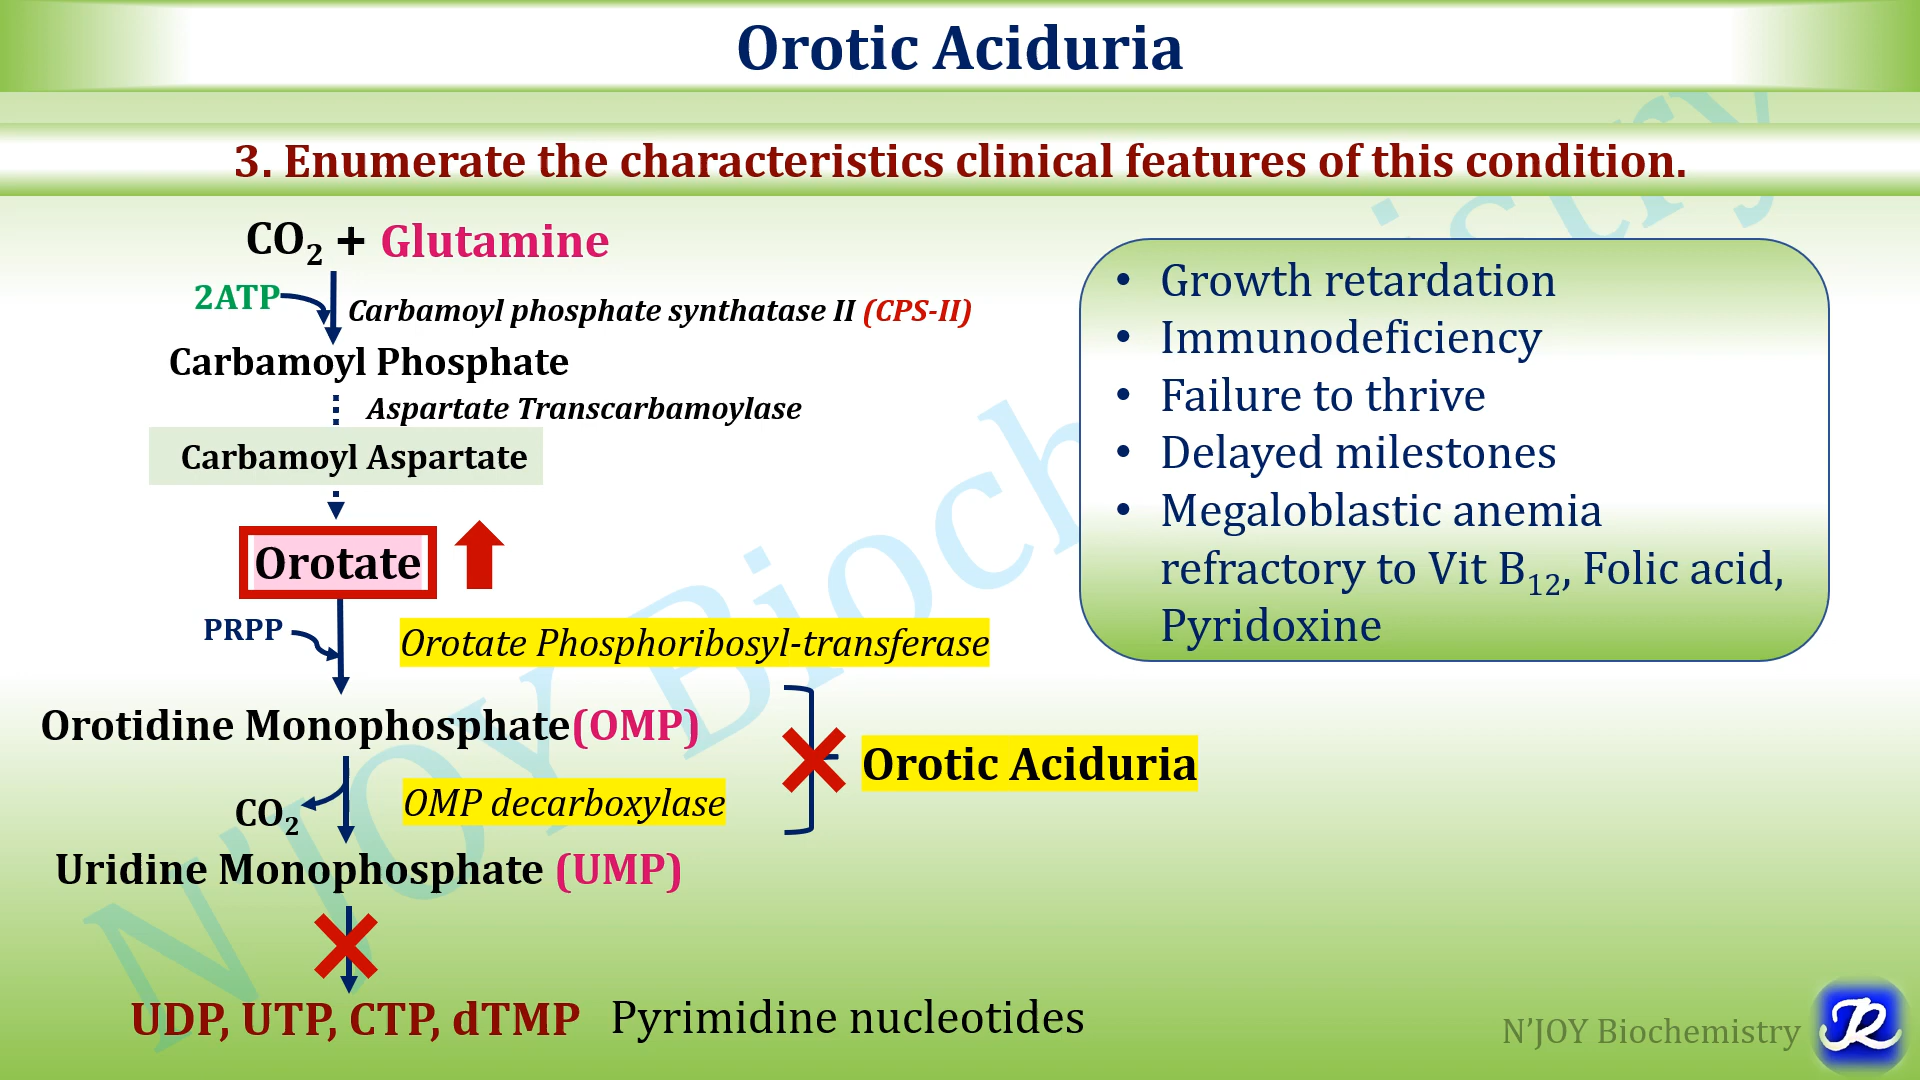 Orotic Aciduria
3. Enumerate the characteristics clinical features of this condition.
CO₂ + Glutamine
2ATP
Carbamoyl phosphate synthatase II (CPS-II)
Carbamoyl Phosphate
Aspartate Transcarbamoylase
Carbamoyl Aspartate
Orotate
PRPP
Orotate Phosphoribosyl-transferase
Orotidine Monophosphate(OMP)
CO₂
OMP decarboxylase
Orotic Aciduria
Uridine Monophosphate (UMP)
UDP, UTP, CTP, dTMP Pyrimidine nucleotides
• Growth retardation
• Immunodeficiency
• Failure to thrive
• Delayed milestones
• Megaloblastic anemia
refractory to Vit B₁₂, Folic acid,
Pyridoxine
N'JOY Biochemistry
N'JOY Biochemistry